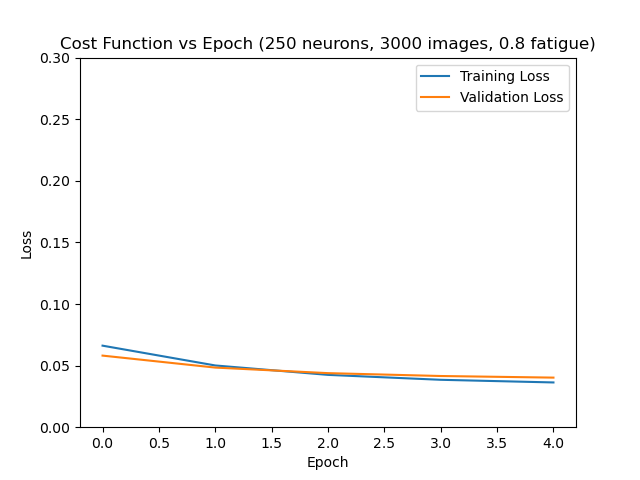 Cost Function vs Epoch (250 neurons, 3000 images, 0.8 fatigue)
Training Loss
Validation Loss
0.30
0.25
0.20
0.15
0.10
0.05
0.00
Loss
0.0 0.5 1.0 1.5 2.0 2.5 3.0 3.5 4.0
Epoch